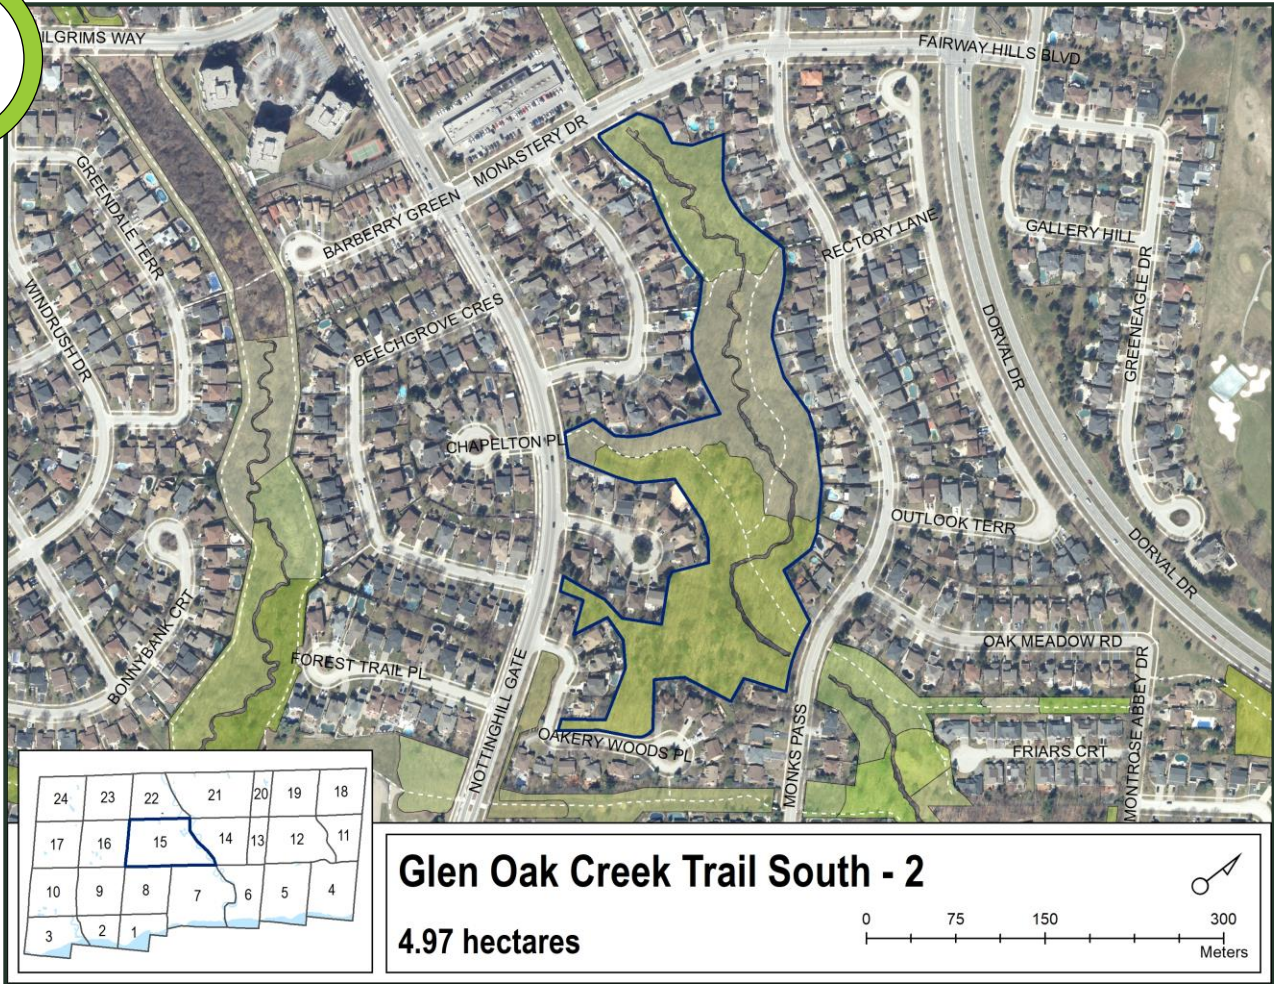 ILGRIMS WAY
FAIRWAY HILLS BLVD
MONASTERY DR
BARBERRY GREEN
GREENDALE TERR
RECTORY LANE
GALLERY HILL
WINDRUSH DR
BEECHGROVE CRES
DORVAL DR
GREENEAGLE DR
CHAPELTON PL
OUTLOOK TERR
DORVAL DR
BONNYBANK CRT
FOREST TRAIL PL
OAK MEADOW RD
NOTTINGHILL GATE
OAKERY WOODS PL
MONKS PASS
FRIARS CRT
MONTROSE ABBEY DR
24 23 22 21 20 19 18
17 16 15 14 13 12 11
10 9 8 7 6 5 4
3 2 1
Glen Oak Creek Trail South - 2
4.97 hectares
0 75 150 300
Meters